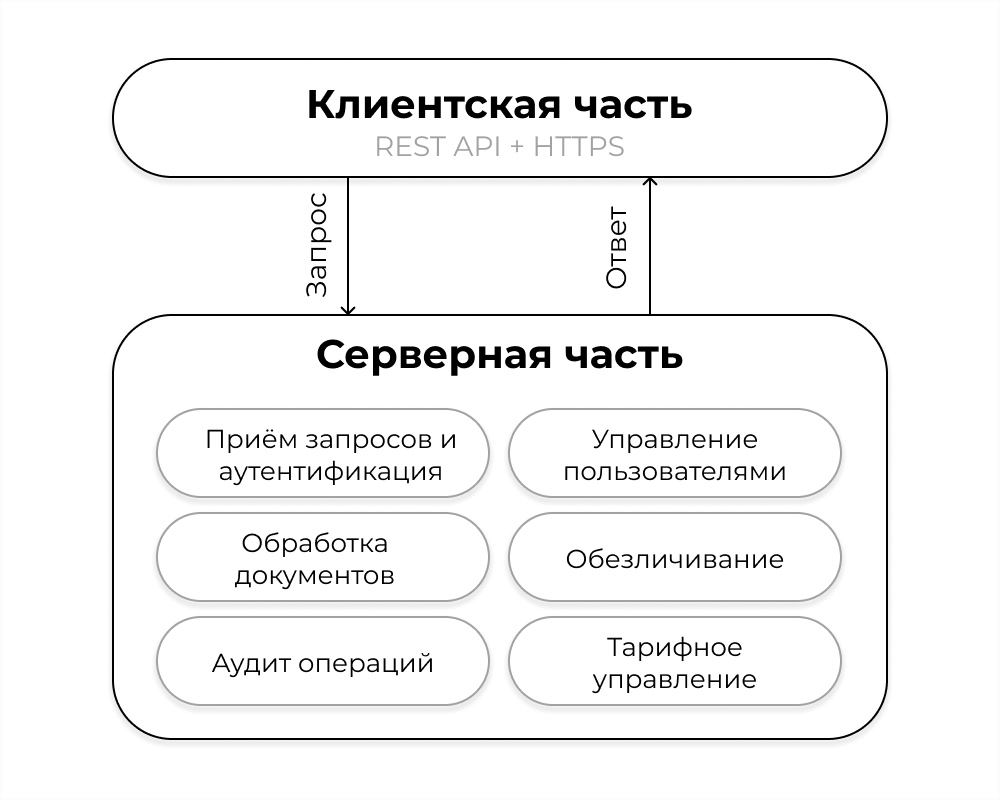 Клиентская часть
REST API + HTTPS
Запрос
Ответ
Серверная часть
Приём запросов и
аутентификация
Управление
пользователями
Обработка
документов
Обезличивание
Аудит операций
Тарифное
управление